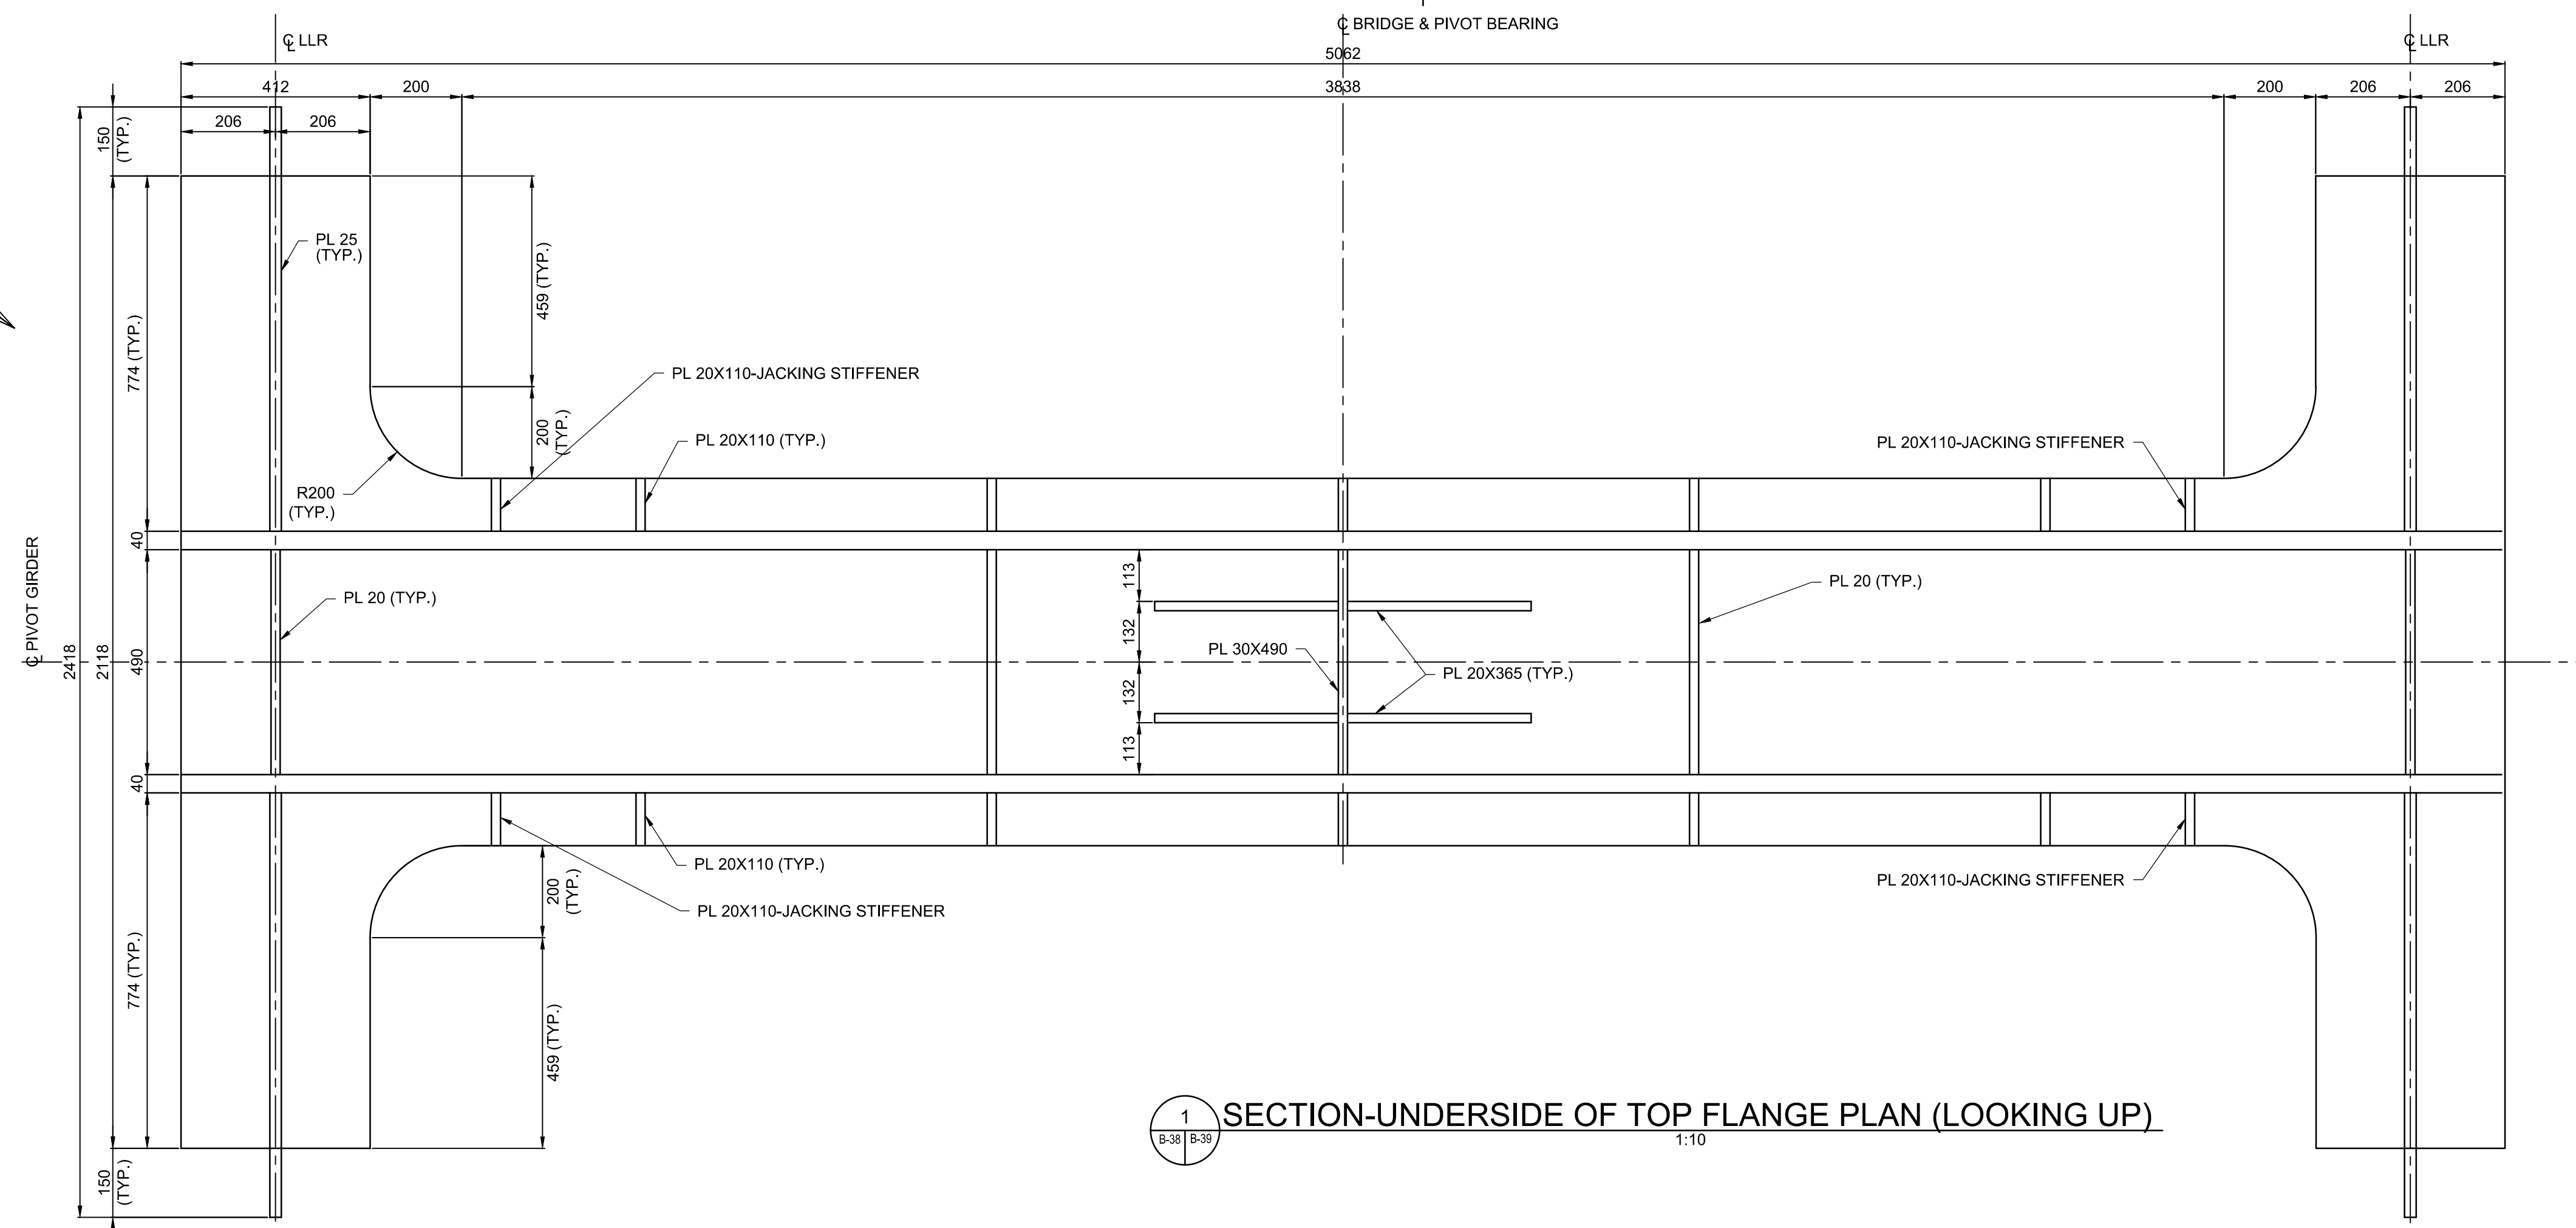 ℄ BRIDGE & PIVOT BEARING
℄ LLR
℄ LLR
5062
412
200
3838
200
206
206
206
206
150
(TYP.)
PL 25
(TYP.)
459 (TYP.)
774 (TYP.)
PL 20X110-JACKING STIFFENER
200
(TYP.)
PL 20X110 (TYP.)
PL 20X110-JACKING STIFFENER
R200
(TYP.)
40
℄ PIVOT GIRDER
113
PL 20 (TYP.)
PL 20 (TYP.)
132
2418
2118
490
PL 30X490
PL 20X365 (TYP.)
132
113
40
PL 20X110 (TYP.)
200
(TYP.)
PL 20X110-JACKING STIFFENER
PL 20X110-JACKING STIFFENER
774 (TYP.)
459 (TYP.)
150
(TYP.)
1
B-38
B-39
SECTION-UNDERSIDE OF TOP FLANGE PLAN (LOOKING UP)
1:10